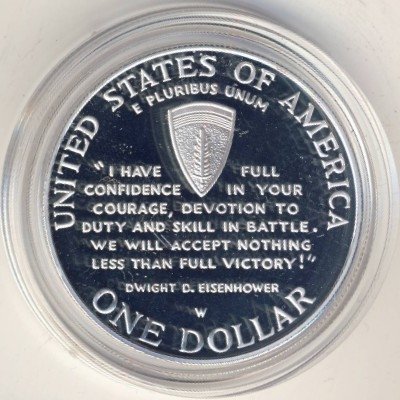 UNITED STATES OF AMERICA
E PLURIBUS UNUM
"I HAVE FULL
CONFIDENCE IN YOUR
COURAGE, DEVOTION TO
DUTY AND SKILL IN BATTLE.
WE WILL ACCEPT NOTHING
LESS THAN FULL VICTORY!"
DWIGHT D. EISENHOWER
W
ONE DOLLAR